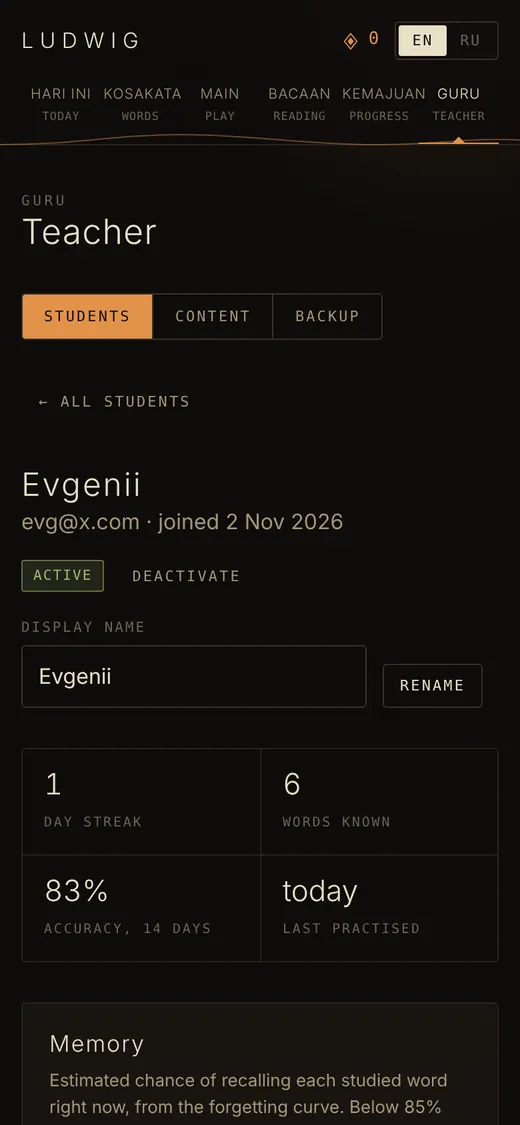 LUDWIG
0
EN RU
HARI INI KOSAKATA MAIN BACAAN KEMAJUAN GURU
TODAY WORDS PLAY READING PROGRESS TEACHER
GURU
Teacher
STUDENTS CONTENT BACKUP
← ALL STUDENTS
Evgenii
evg@x.com · joined 2 Nov 2026
ACTIVE DEACTIVATE
DISPLAY NAME
Evgenii
RENAME
1 6
DAY STREAK WORDS KNOWN
83% today
ACCURACY, 14 DAYS LAST PRACTISED
Memory
Estimated chance of recalling each studied word
right now, from the forgetting curve. Below 85%